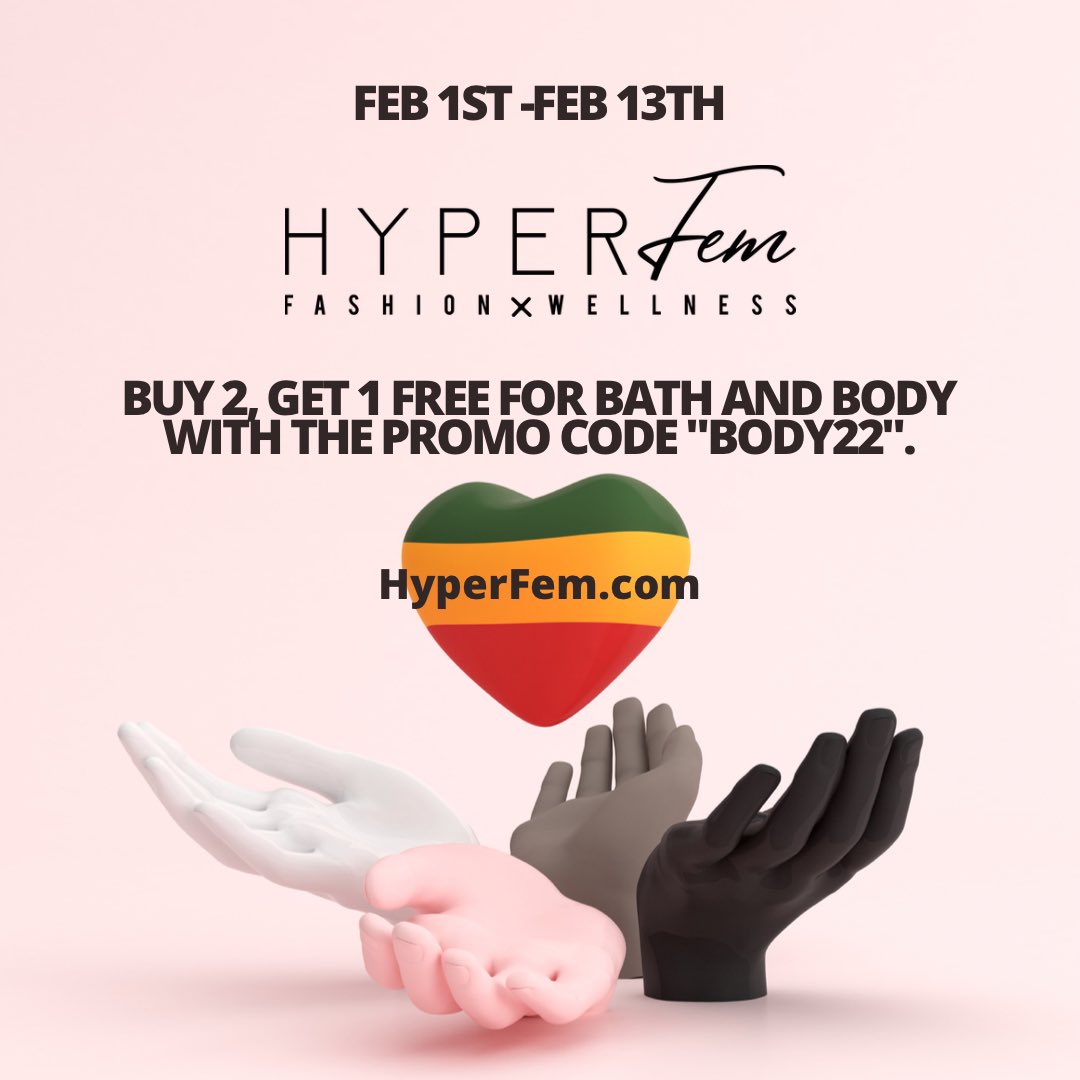 FEB 1ST -FEB 13TH
HYPERFem
FASHION X WELLNESS
BUY 2, GET 1 FREE FOR BATH AND BODY
WITH THE PROMO CODE "BODY22".
HyperFem.com